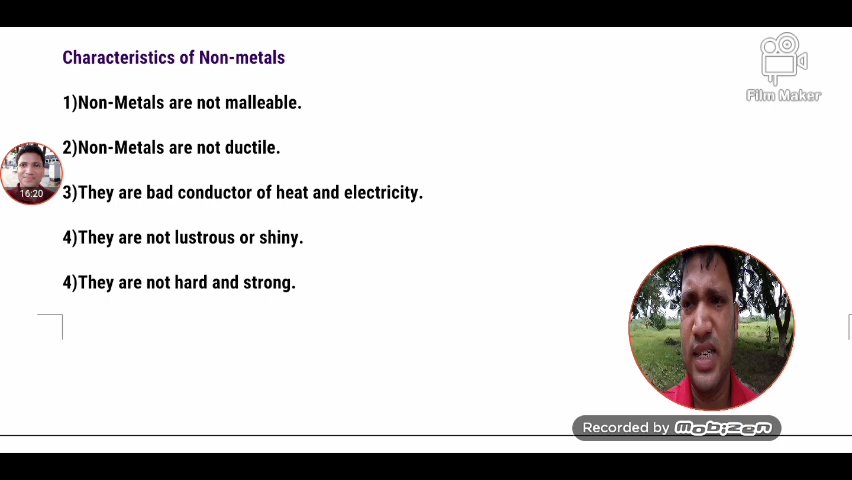 Characteristics of Non-metals
Film Maker
1)Non-Metals are not malleable.
2)Non-Metals are not ductile.
16:20
3)They are bad conductor of heat and electricity.
4)They are not lustrous or shiny.
4)They are not hard and strong.
Recorded by Mobizen